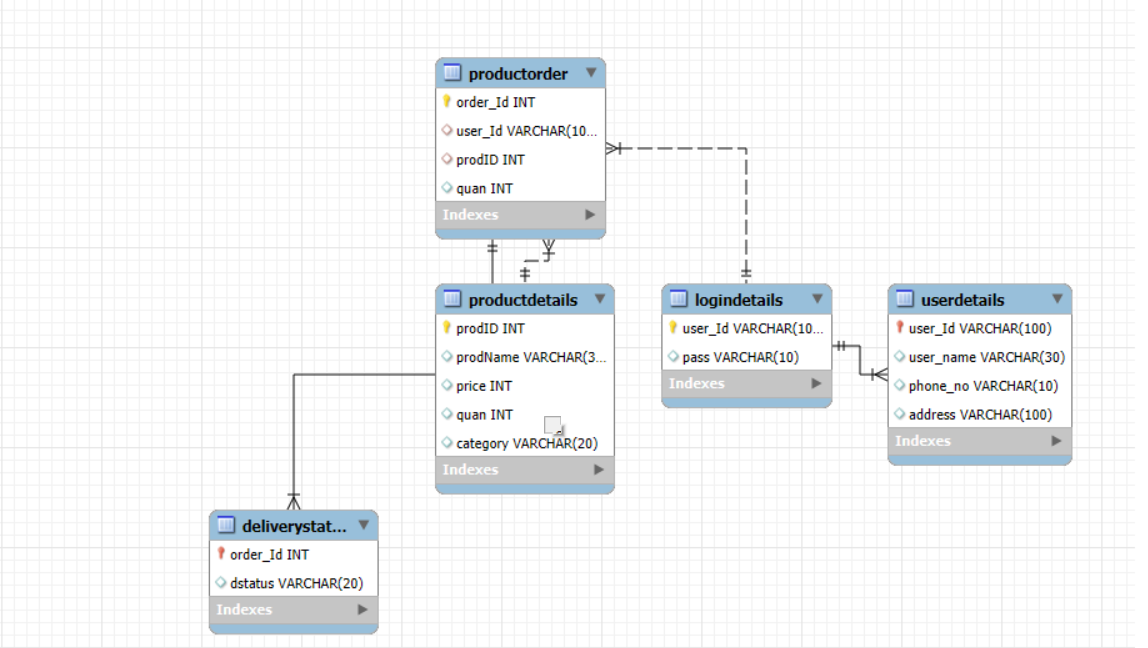 productorder
order_Id INT
user_Id VARCHAR(10...
prodID INT
quan INT
Indexes
productdetails
prodID INT
prodName VARCHAR(3...
price INT
quan INT
category VARCHAR(20)
Indexes
logindetails
user_Id VARCHAR(10...
pass VARCHAR(10)
Indexes
userdetails
user_Id VARCHAR(100)
user_name VARCHAR(30)
phone_no VARCHAR(10)
address VARCHAR(100)
Indexes
deliverystat...
order_Id INT
dstatus VARCHAR(20)
Indexes